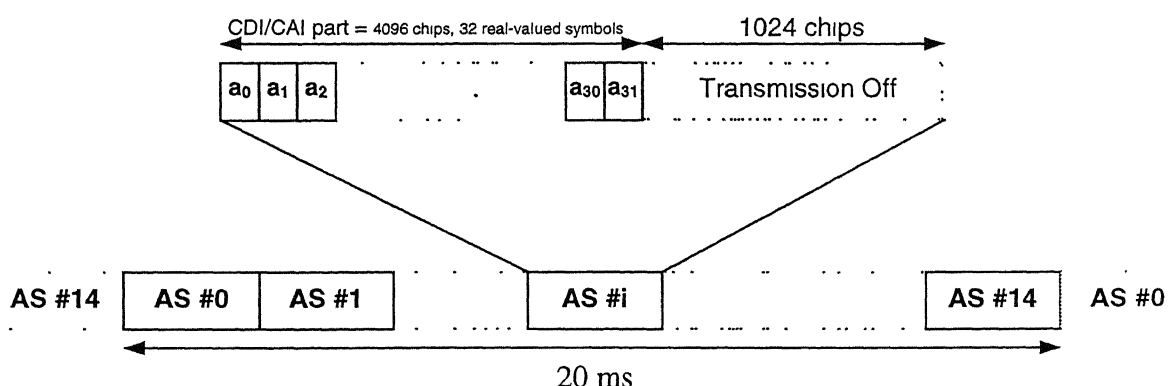 CDI/CAI part = 4096 chips, 32 real-valued symbols 1024 chips
a0 a1 a2 a30 a31 Transmission Off
AS #14 AS #0 AS #1 AS #i AS #14 AS #0
20 ms